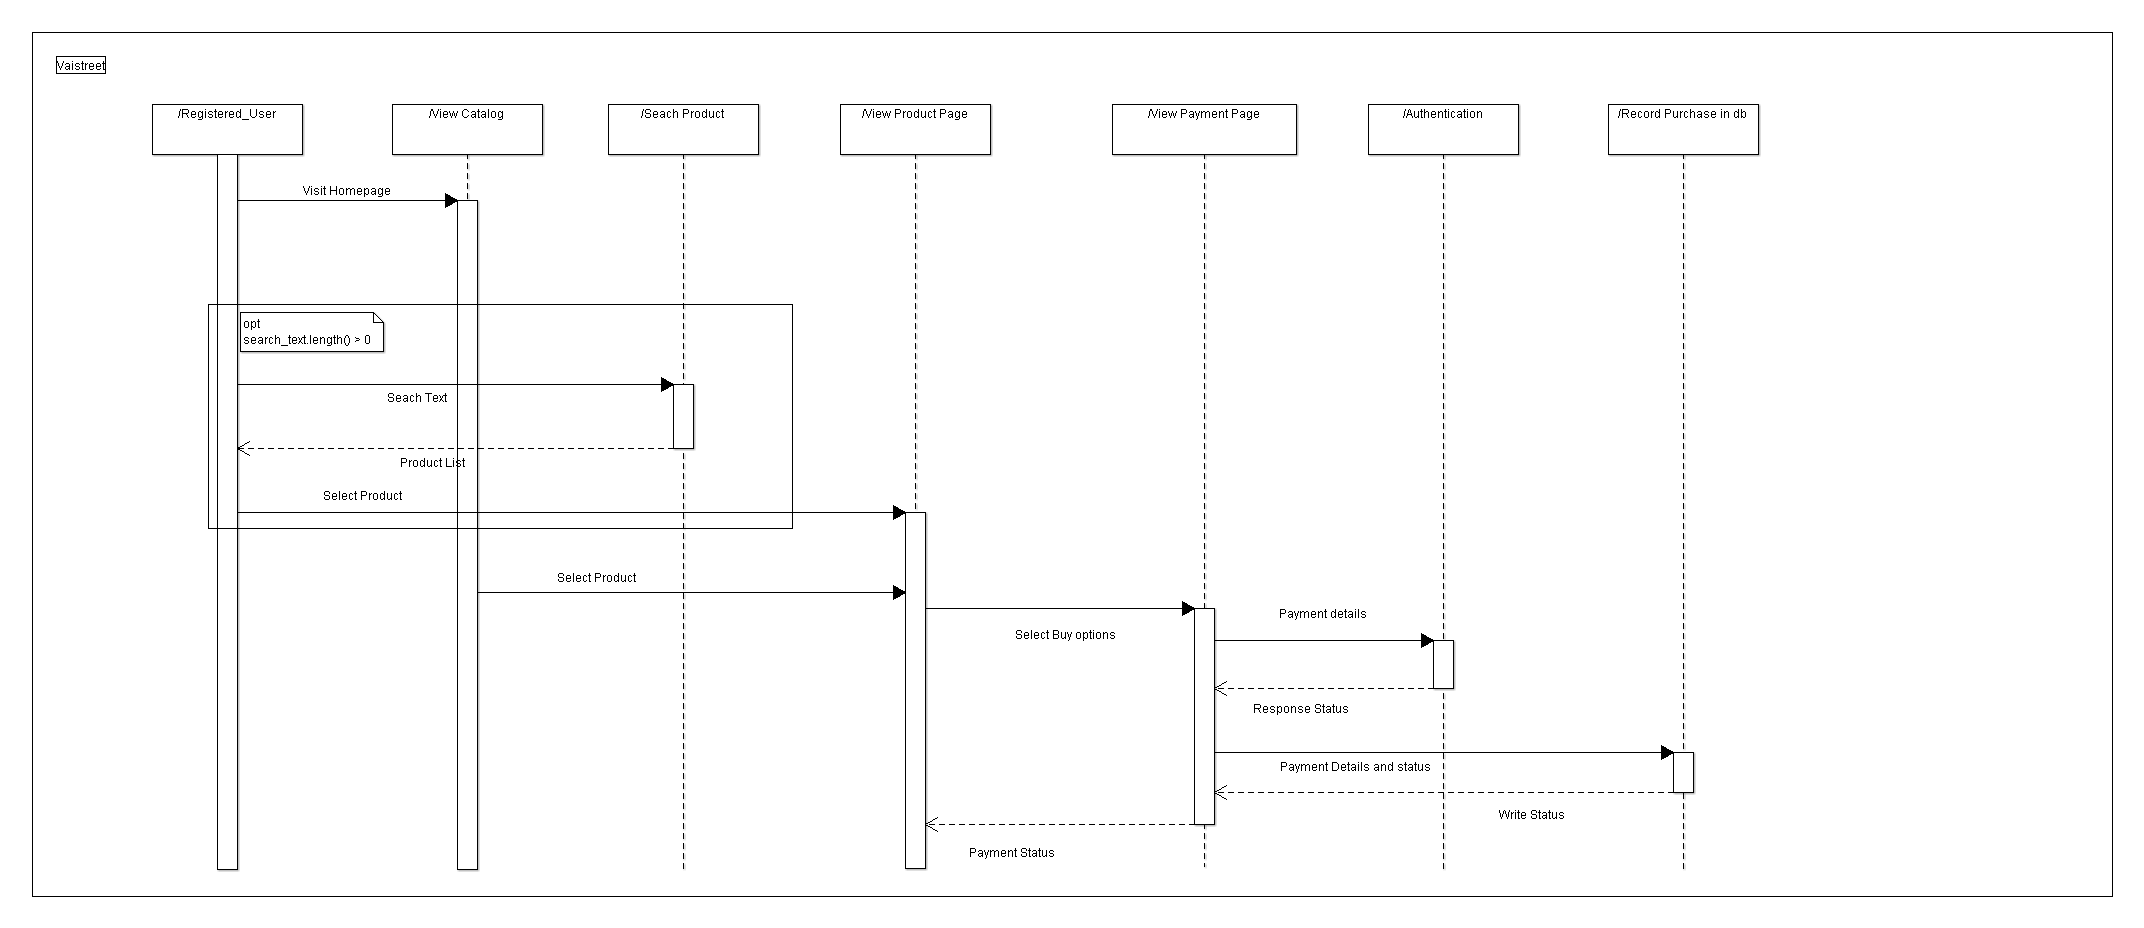 Vaistreet
/Registered_User
/View Catalog
/Seach Product
/View Product Page
/View Payment Page
/Authentication
/Record Purchase in db
Visit Homepage
opt
search_text.length() > 0
Seach Text
Product List
Select Product
Select Product
Select Buy options
Payment details
Response Status
Payment Details and status
Write Status
Payment Status